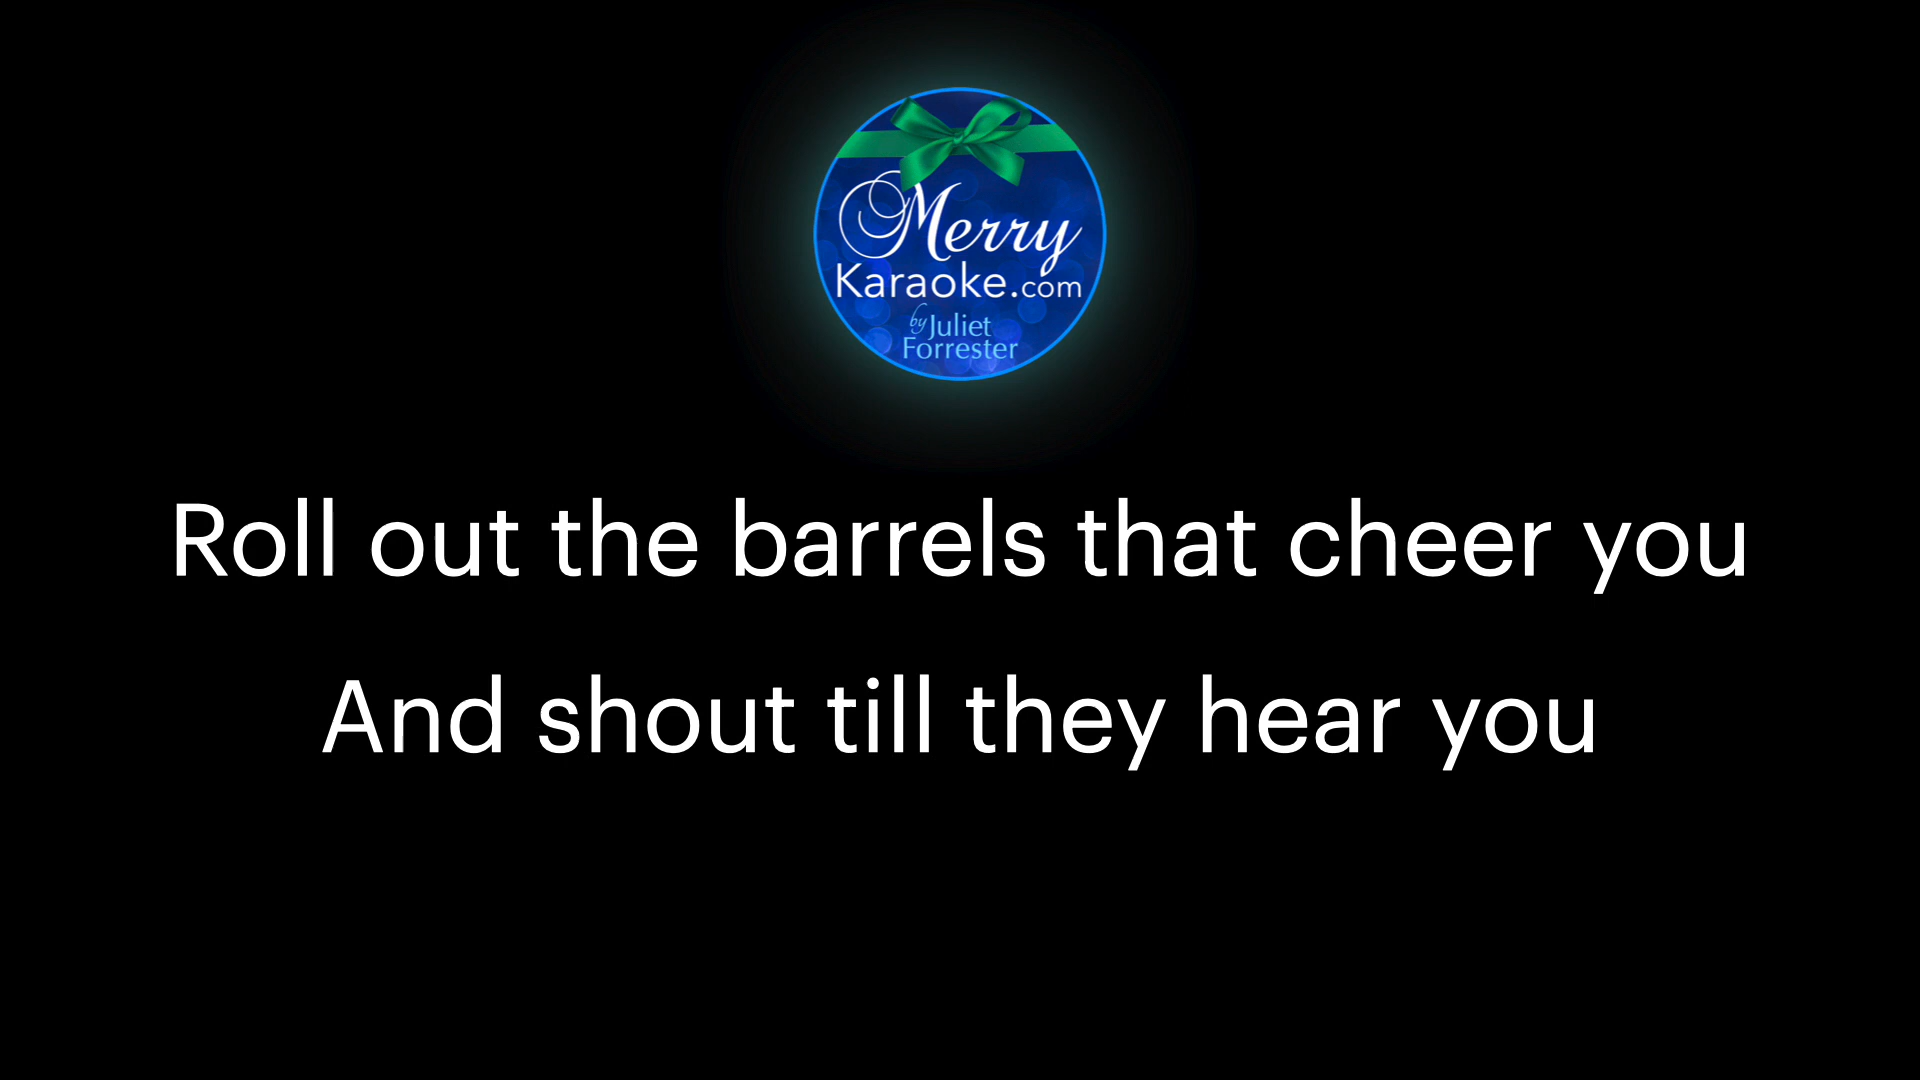 Merry
Karaoke.com
by Juliet
Forrester
Roll out the barrels that cheer you
And shout till they hear you